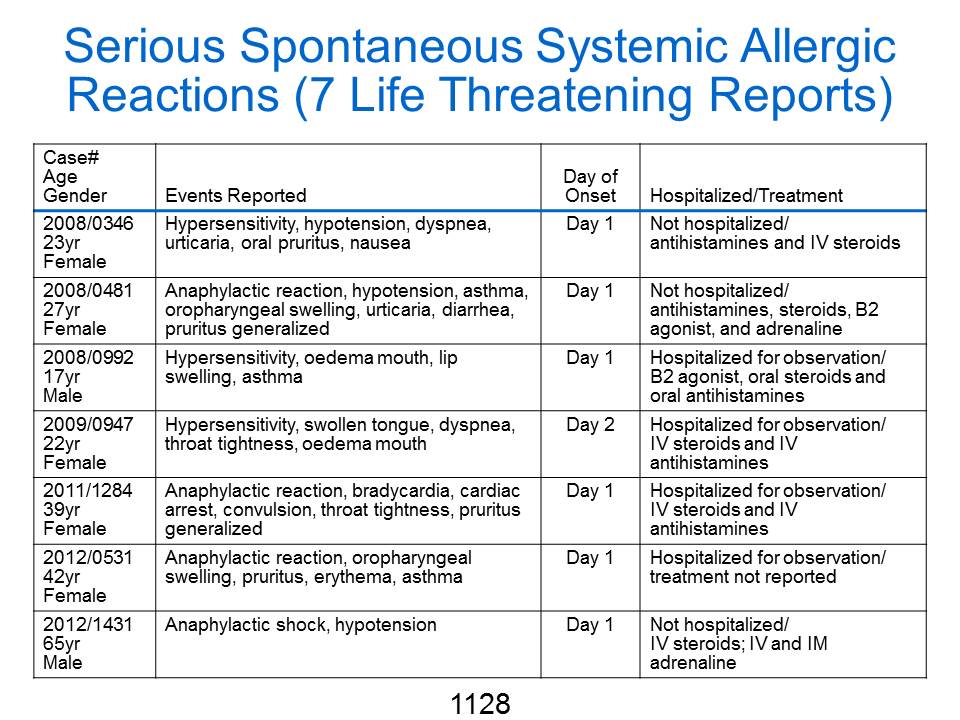 Serious Spontaneous Systemic Allergic
Reactions (7 Life Threatening Reports)
Case#
Age
Gender
Events Reported
Day of
Onset
Hospitalized/Treatment
2008/0346
23yr
Female
Hypersensitivity, hypotension, dyspnea,
urticaria, oral pruritus, nausea
Day 1
Not hospitalized/
antihistamines and IV steroids
2008/0481
27yr
Female
Anaphylactic reaction, hypotension, asthma,
oropharyngeal swelling, urticaria, diarrhea,
pruritus generalized
Day 1
Not hospitalized/
antihistamines, steroids, B2
agonist, and adrenaline
2008/0992
17yr
Male
Hypersensitivity, oedema mouth, lip
swelling, asthma
Day 1
Hospitalized for observation/
B2 agonist, oral steroids and
oral antihistamines
2009/0947
22yr
Female
Hypersensitivity, swollen tongue, dyspnea,
throat tightness, oedema mouth
Day 2
Hospitalized for observation/
IV steroids and IV
antihistamines
2011/1284
39yr
Female
Anaphylactic reaction, bradycardia, cardiac
arrest, convulsion, throat tightness, pruritus
generalized
Day 1
Hospitalized for observation/
IV steroids and IV
antihistamines
2012/0531
42yr
Female
Anaphylactic reaction, oropharyngeal
swelling, pruritus, erythema, asthma
Day 1
Hospitalized for observation/
treatment not reported
2012/1431
65yr
Male
Anaphylactic shock, hypotension
Day 1
Not hospitalized/
IV steroids; IV and IM
adrenaline
1128